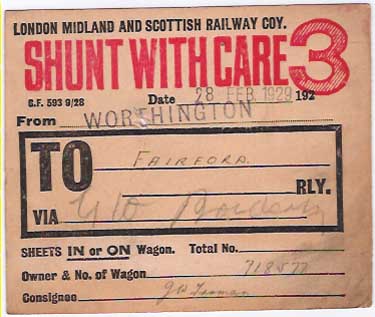 LONDON MIDLAND AND SCOTTISH RAILWAY COY.
SHUNT WITH CARE 3
C.F. 593 9/28
Date 28 FEB 1929 192
From WORTHINGTON
TO FAIRFORD.
RLY.
VIA
SHEETS IN or ON Wagon. Total No.
Owner & No. of Wagon 718577
Consignee